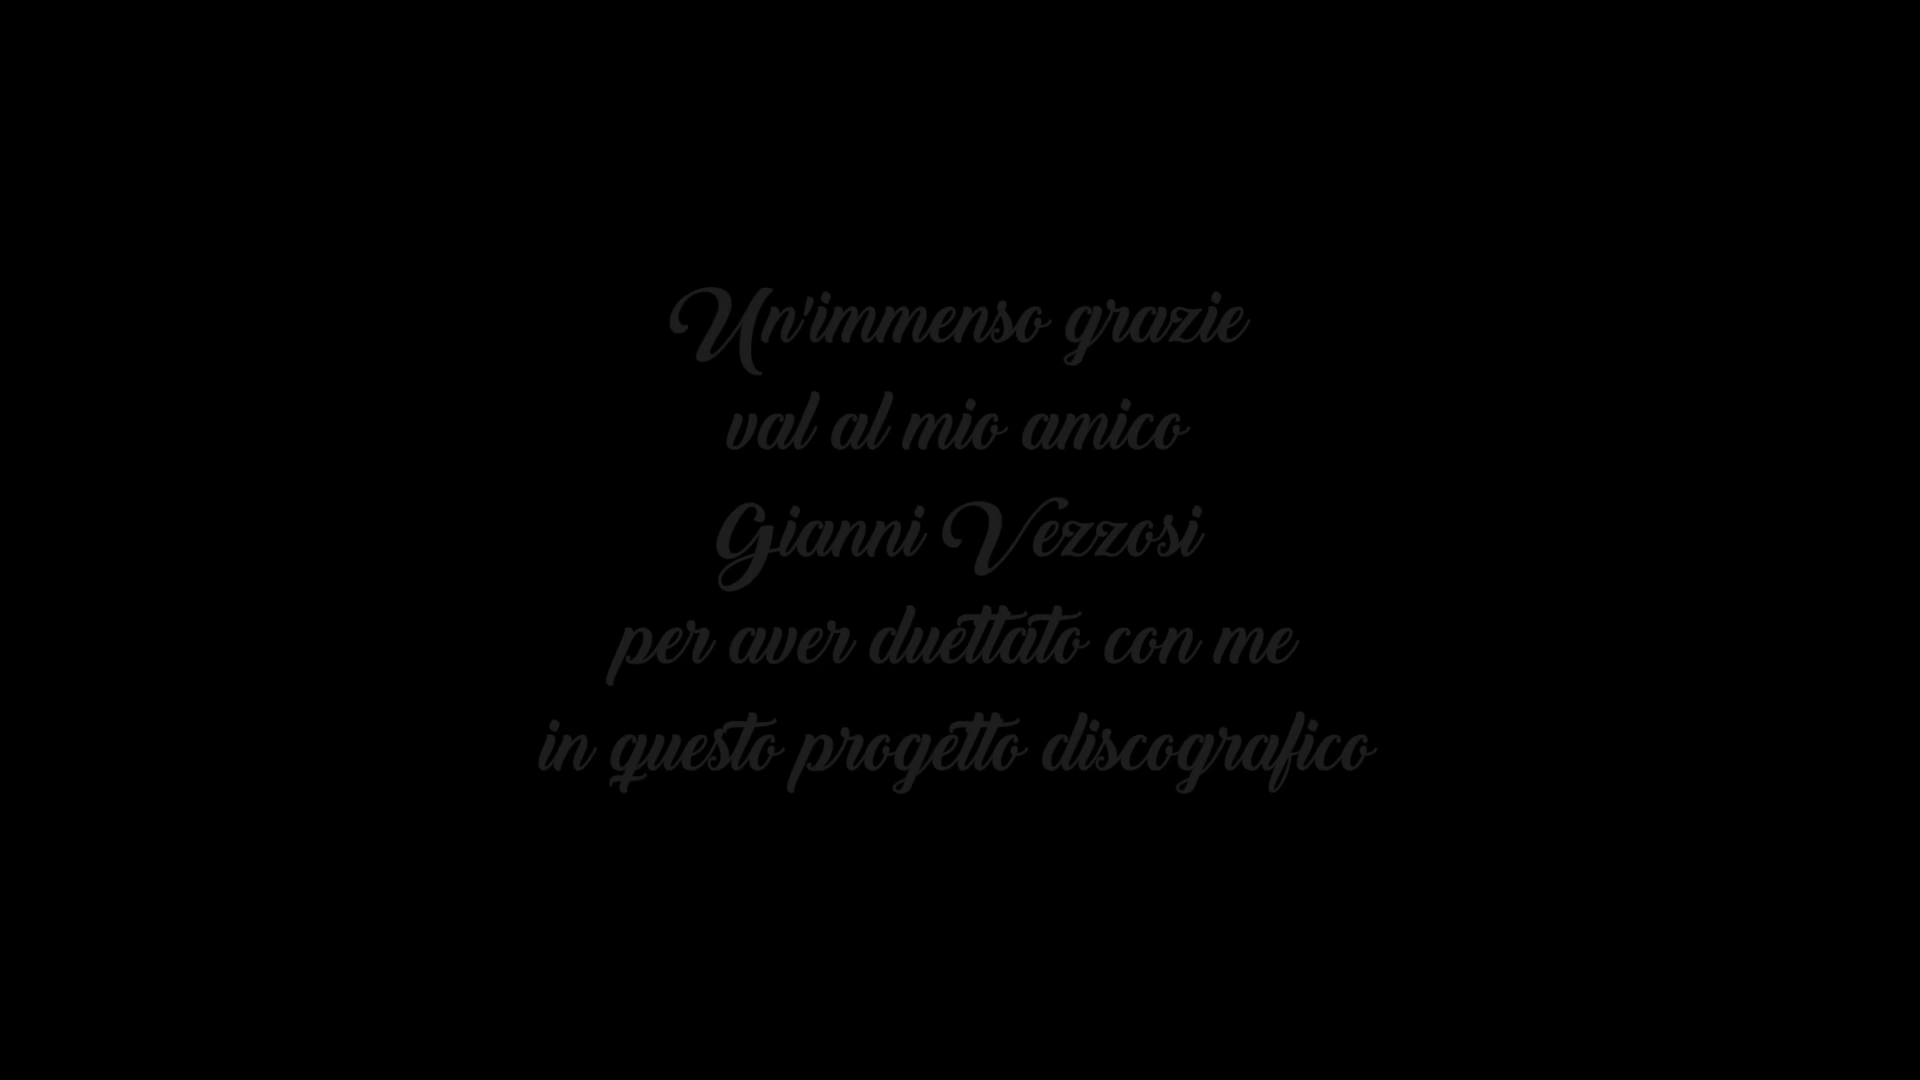 Un'immenso grazie
val al mio amico
Gianni Vezzosi
per aver duettato con me
in questo progetto discografico